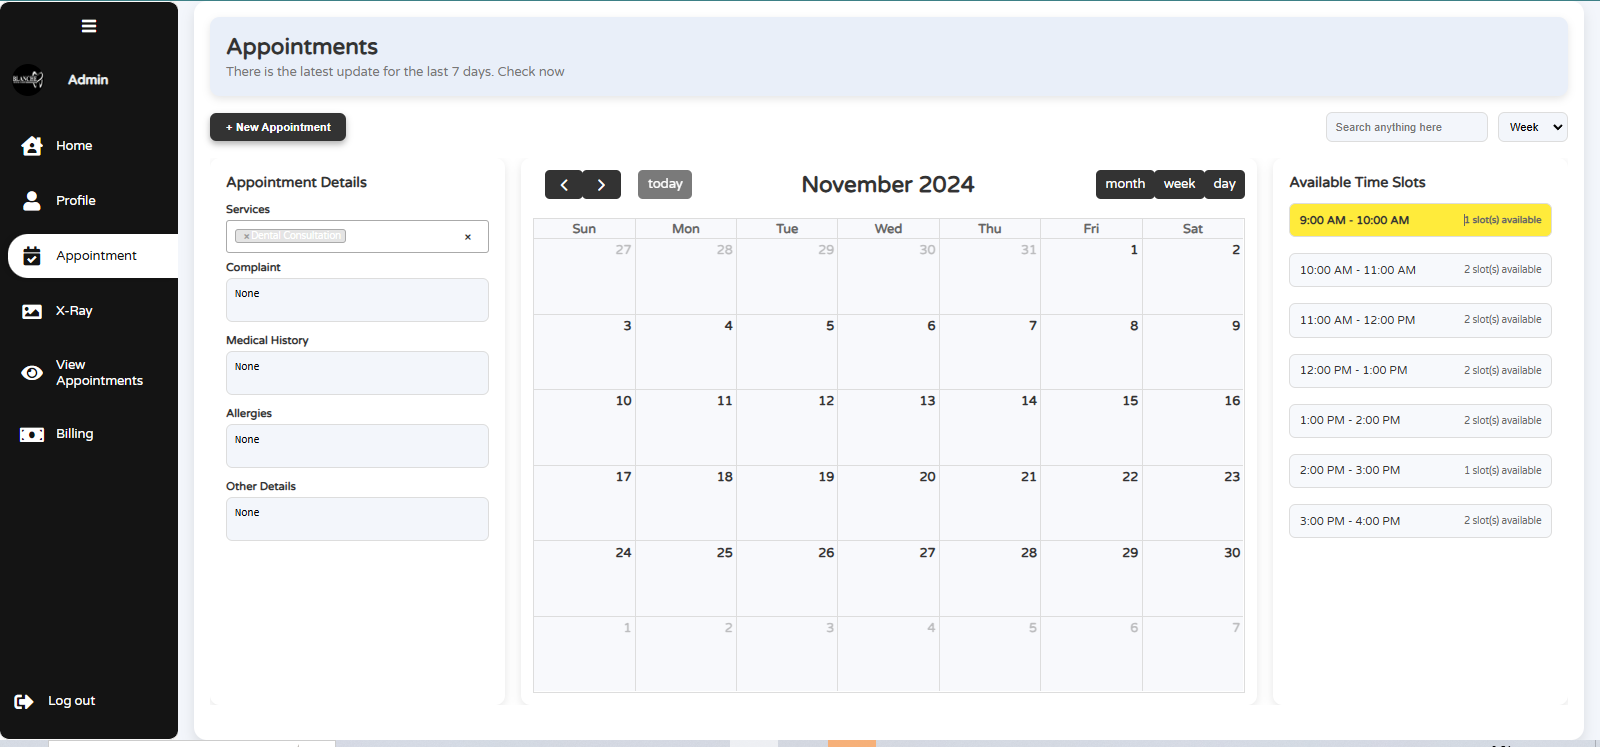 Appointments
There is the latest update for the last 7 days. Check now
BLANCHE
Admin
Home
Profile
Appointment
X-Ray
View
Appointments
Billing
Log out
+ New Appointment
Search anything here
Week
Appointment Details
Services
×Dental Consultation ×
Complaint
None
Medical History
None
Allergies
None
Other Details
None
today
November 2024
month week day
Sun Mon Tue Wed Thu Fri Sat
27 28 29 30 31 1 2
3 4 5 6 7 8 9
10 11 12 13 14 15 16
17 18 19 20 21 22 23
24 25 26 27 28 29 30
1 2 3 4 5 6 7
Available Time Slots
9:00 AM - 10:00 AM 1 slot(s) available
10:00 AM - 11:00 AM 2 slot(s) available
11:00 AM - 12:00 PM 2 slot(s) available
12:00 PM - 1:00 PM 2 slot(s) available
1:00 PM - 2:00 PM 2 slot(s) available
2:00 PM - 3:00 PM 1 slot(s) available
3:00 PM - 4:00 PM 2 slot(s) available